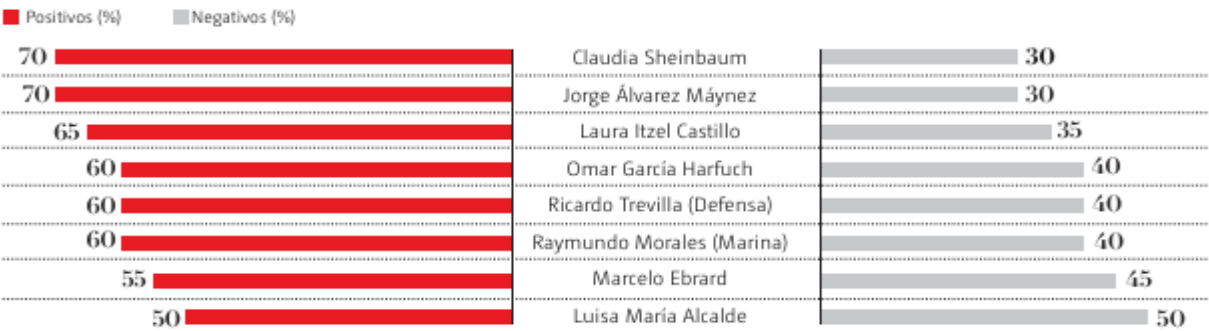 Positivos (%) Negativos (%)
70 Claudia Sheinbaum 30
70 Jorge Álvarez Máynez 30
65 Laura Itzel Castillo 35
60 Omar García Harfuch 40
60 Ricardo Trevilla (Defensa) 40
60 Raymundo Morales (Marina) 40
55 Marcelo Ebrard 45
50 Luisa María Alcalde 50